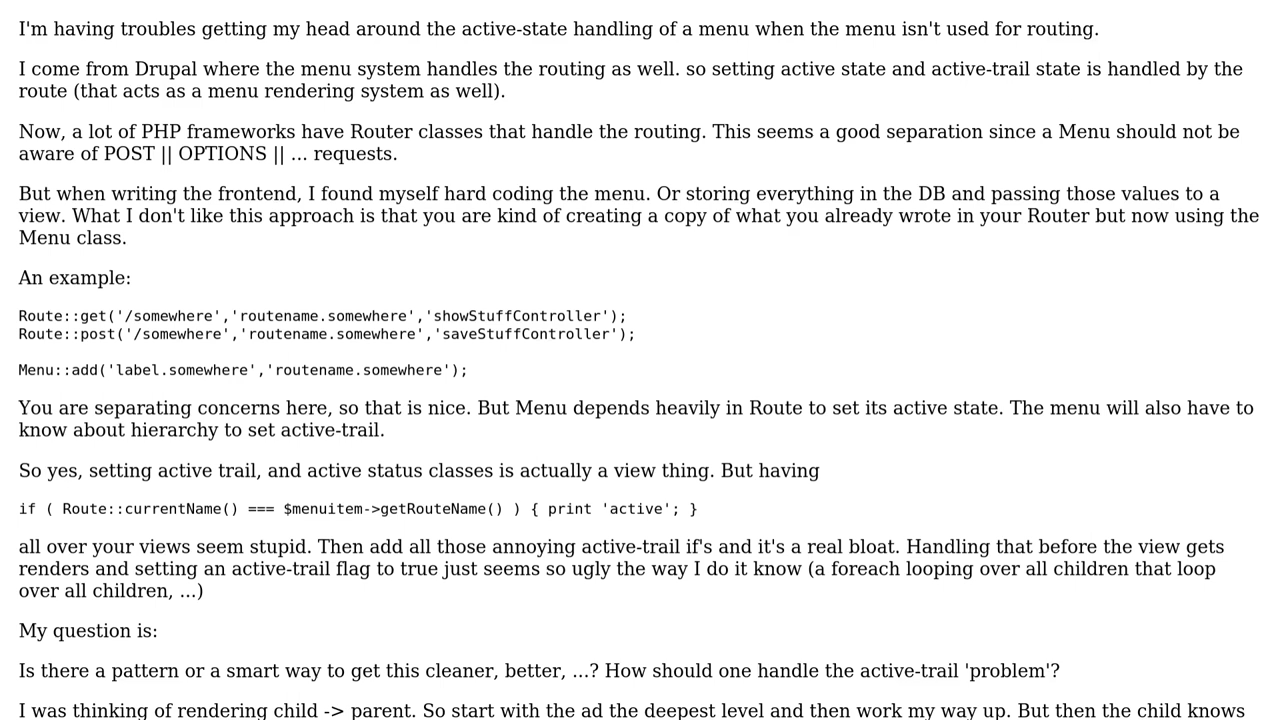 I'm having troubles getting my head around the active-state handling of a menu when the menu isn't used for routing.
I come from Drupal where the menu system handles the routing as well. so setting active state and active-trail state is handled by the
route (that acts as a menu rendering system as well).
Now, a lot of PHP frameworks have Router classes that handle the routing. This seems a good separation since a Menu should not be
aware of POST || OPTIONS || ... requests.
But when writing the frontend, I found myself hard coding the menu. Or storing everything in the DB and passing those values to a
view. What I don't like this approach is that you are kind of creating a copy of what you already wrote in your Router but now using the
Menu class.
An example:
Route::get('/somewhere','routename.somewhere','showStuffController');
Route::post('/somewhere','routename.somewhere','saveStuffController');
Menu::add('label.somewhere','routename.somewhere');
You are separating concerns here, so that is nice. But Menu depends heavily in Route to set its active state. The menu will also have to
know about hierarchy to set active-trail.
So yes, setting active trail, and active status classes is actually a view thing. But having
if ( Route::currentName() === $menuitem->getRouteName() ) { print 'active'; }
all over your views seem stupid. Then add all those annoying active-trail if's and it's a real bloat. Handling that before the view gets
renders and setting an active-trail flag to true just seems so ugly the way I do it know (a foreach looping over all children that loop
over all children, ...)
My question is:
Is there a pattern or a smart way to get this cleaner, better, ...? How should one handle the active-trail 'problem'?
I was thinking of rendering child -> parent. So start with the ad the deepest level and then work my way up. But then the child knows